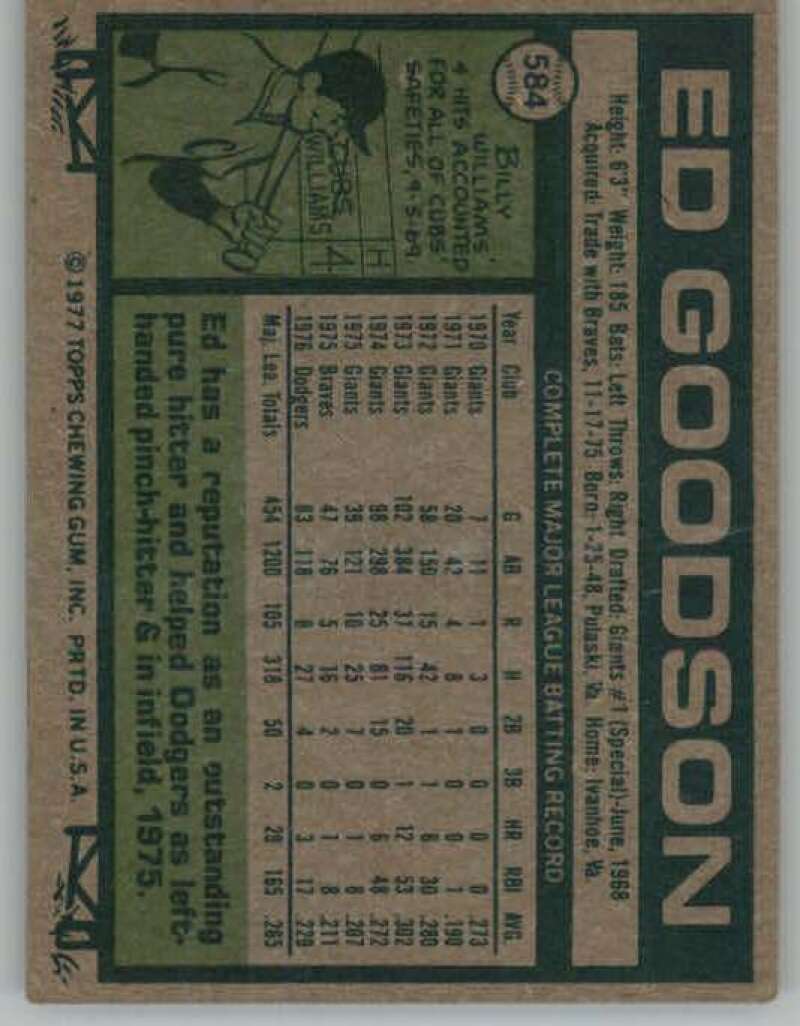 ED GOODSON
584
Height: 6'3" Weight: 185 Bats: Left Throws: Right Drafted: Giants #1 (Special)-June, 1968
Acquired: Trade with Braves, 11-17-75 Born: 1-25-48, Pulaski, Va. Home: Ivanhoe, Va.
BILLY
WILLIAMS'
4 HITS ACCOUNTED
FOR ALL OF CUBS'
SAFETIES, 9-5-69.
H
CUBS
WILLIAMS 4
COMPLETE MAJOR LEAGUE BATTING RECORD
Year Club G AB R H 2B 3B HR RBI AVG.
1970 Giants 7 11 1 3 0 0 0 0 .273
1971 Giants 20 42 4 8 1 0 0 1 .190
1972 Giants 58 150 15 42 1 1 6 30 .280
1973 Giants 102 384 37 116 20 1 12 53 .302
1974 Giants 98 298 25 81 15 0 6 48 .272
1975 Giants 39 121 10 25 7 0 1 8 .207
1975 Braves 47 76 5 16 2 0 1 8 .211
1976 Dodgers 83 118 8 27 4 0 3 17 .229
Maj. Lea. Totals 454 1200 105 318 50 2 29 165 .265
Ed has a reputation as an outstanding
pure hitter and helped Dodgers as left-
handed pinch-hitter & in infield, 1975.
©1977 TOPPS CHEWING GUM, INC. PRTD. IN U.S.A.